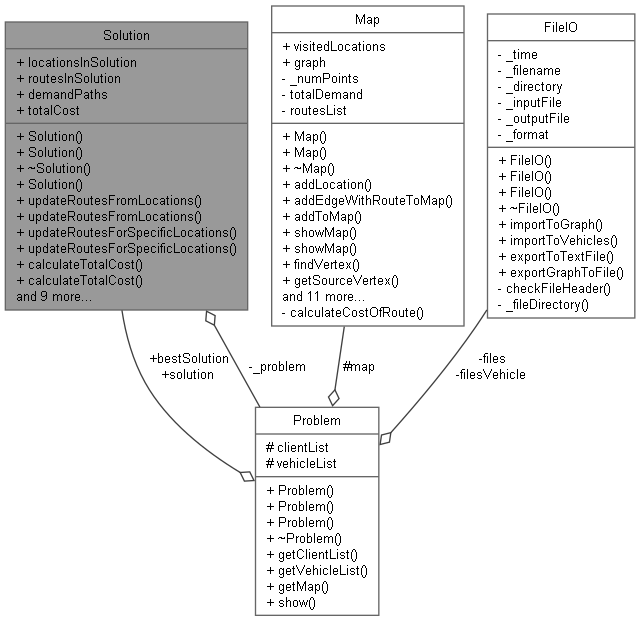 Solution
+ locationsInSolution
+ routesInSolution
+ demandPaths
+ totalCost
+ Solution()
+ Solution()
+ ~Solution()
+ Solution()
+ updateRoutesFromLocations()
+ updateRoutesFromLocations()
+ updateRoutesForSpecificLocations()
+ updateRoutesForSpecificLocations()
+ calculateTotalCost()
+ calculateTotalCost()
and 9 more...
Map
+ visitedLocations
+ graph
- _numPoints
- totalDemand
- routesList
+ Map()
+ Map()
+ ~Map()
+ addLocation()
+ addEdgeWithRouteToMap()
+ addToMap()
+ showMap()
+ showMap()
+ findVertex()
+ getSourceVertex()
and 11 more...
- calculateCostOfRoute()
FileIO
- _time
- _filename
- _directory
- _inputFile
- _outputFile
- _format
+ FileIO()
+ FileIO()
+ FileIO()
+ ~FileIO()
+ importToGraph()
+ importToVehicles()
+ exportToTextFile()
+ exportGraphToFile()
- checkFileHeader()
- _fileDirectory()
+bestSolution
+solution
-_problem
#map
-files
-filesVehicle
Problem
# clientList
# vehicleList
+ Problem()
+ Problem()
+ Problem()
+ ~Problem()
+ getClientList()
+ getVehicleList()
+ getMap()
+ show()